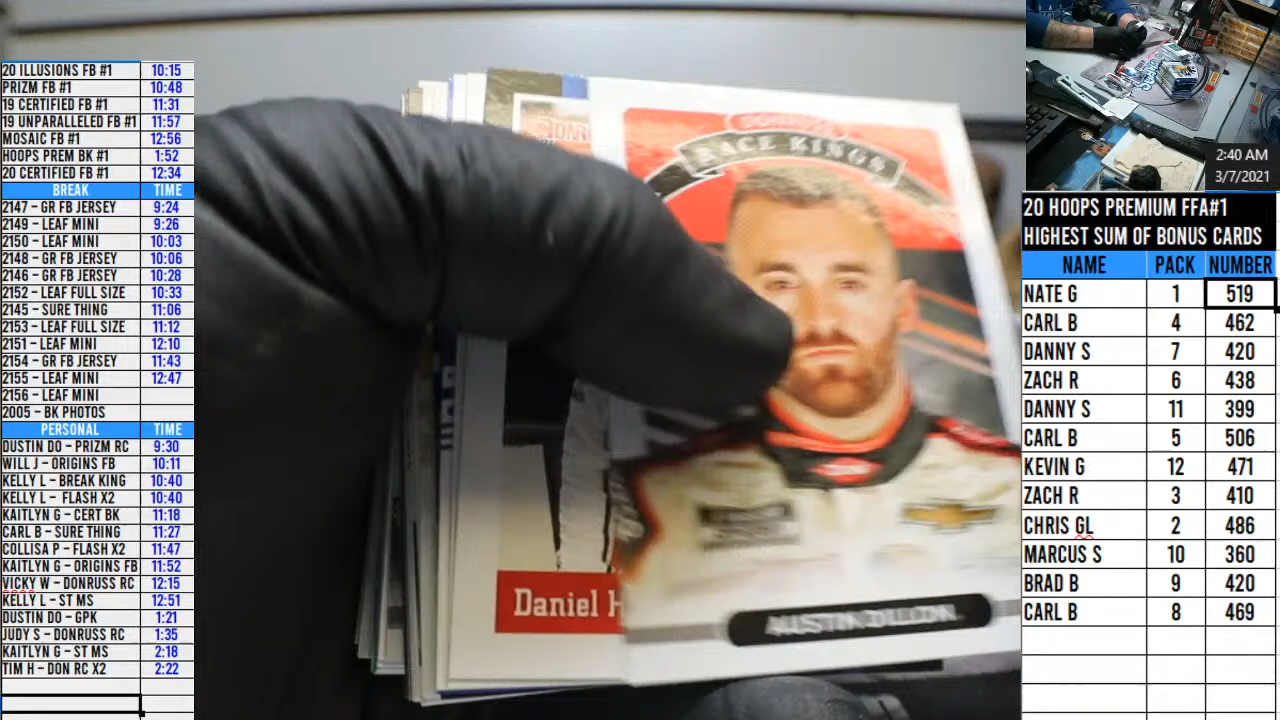 20 ILLUSIONS FB #1 10:15
PRIZM FB #1 10:48
19 CERTIFIED FB #1 11:31
19 UNPARALLELED FB #1 11:57
MOSAIC FB #1 12:56
HOOPS PREM BK #1 1:52
20 CERTIFIED FB #1 12:34
BREAK TIME
2147 – GR FB JERSEY 9:24
2149 – LEAF MINI 9:26
2150 – LEAF MINI 10:03
2148 – GR FB JERSEY 10:06
2146 – GR FB JERSEY 10:28
2152 – LEAF FULL SIZE 10:33
2145 – SURE THING 11:06
2153 – LEAF FULL SIZE 11:12
2151 – LEAF MINI 12:10
2154 – GR FB JERSEY 11:43
2155 – LEAF MINI 12:47
2156 – LEAF MINI
2005 – BK PHOTOS
PERSONAL TIME
DUSTIN DO – PRIZM RC 9:30
WILL J – ORIGINS FB 10:11
KELLY L – BREAK KING 10:40
KELLY L – FLASH X2 10:40
KAITLYN G – CERT BK 11:18
CARL B – SURE THING 11:27
COLLISA P – FLASH X2 11:47
KAITLYN G – ORIGINS FB 11:52
VICKY W – DONRUSS RC 12:15
KELLY L – ST MS 12:51
DUSTIN DO – GPK 1:21
JUDY S – DONRUSS RC 1:35
KAITLYN G – ST MS 2:18
TIM H – DON RC X2 2:22
RACE KINGS
Daniel H
AUSTIN DILLON
2:40 AM
3/7/2021
20 HOOPS PREMIUM FFA#1
HIGHEST SUM OF BONUS CARDS
NAME PACK NUMBER
NATE G 1 519
CARL B 4 462
DANNY S 7 420
ZACH R 6 438
DANNY S 11 399
CARL B 5 506
KEVIN G 12 471
ZACH R 3 410
CHRIS GL 2 486
MARCUS S 10 360
BRAD B 9 420
CARL B 8 469